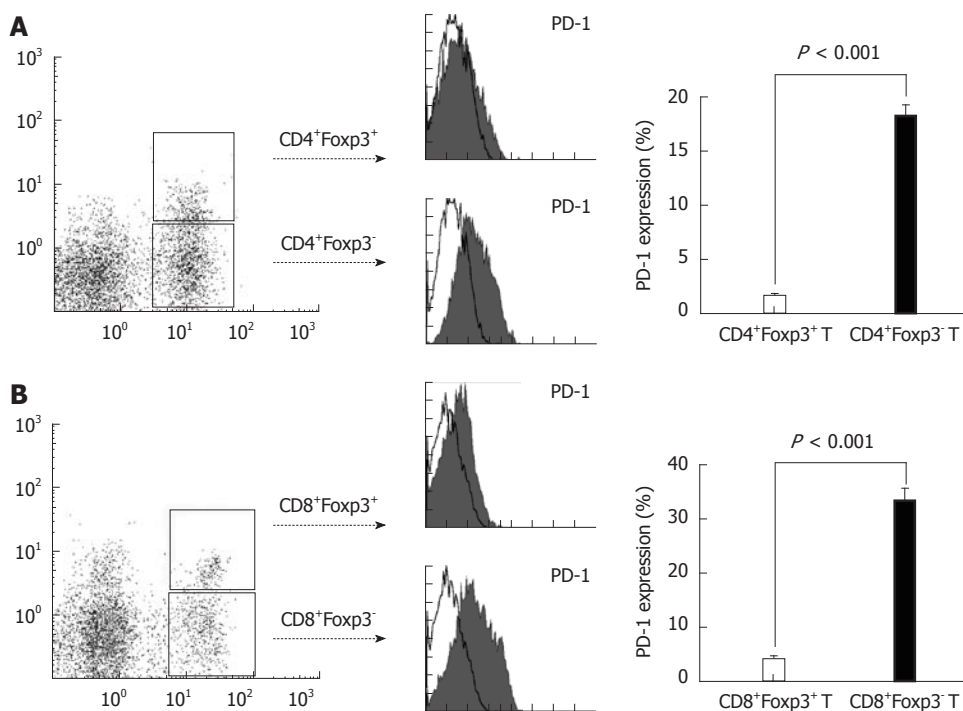 A
10³
10²
10¹
10⁰
10⁰ 10¹ 10² 10³
CD4⁺Foxp3⁺
CD4⁺Foxp3⁻
PD-1
PD-1
P < 0.001
PD-1 expression (%)
20
15
10
5
0
CD4⁺Foxp3⁺ T CD4⁺Foxp3⁻ T
B
10³
10²
10¹
10⁰
10⁰ 10¹ 10² 10³
CD8⁺Foxp3⁺
CD8⁺Foxp3⁻
PD-1
PD-1
P < 0.001
PD-1 expression (%)
40
30
20
10
0
CD8⁺Foxp3⁺ T CD8⁺Foxp3⁻ T